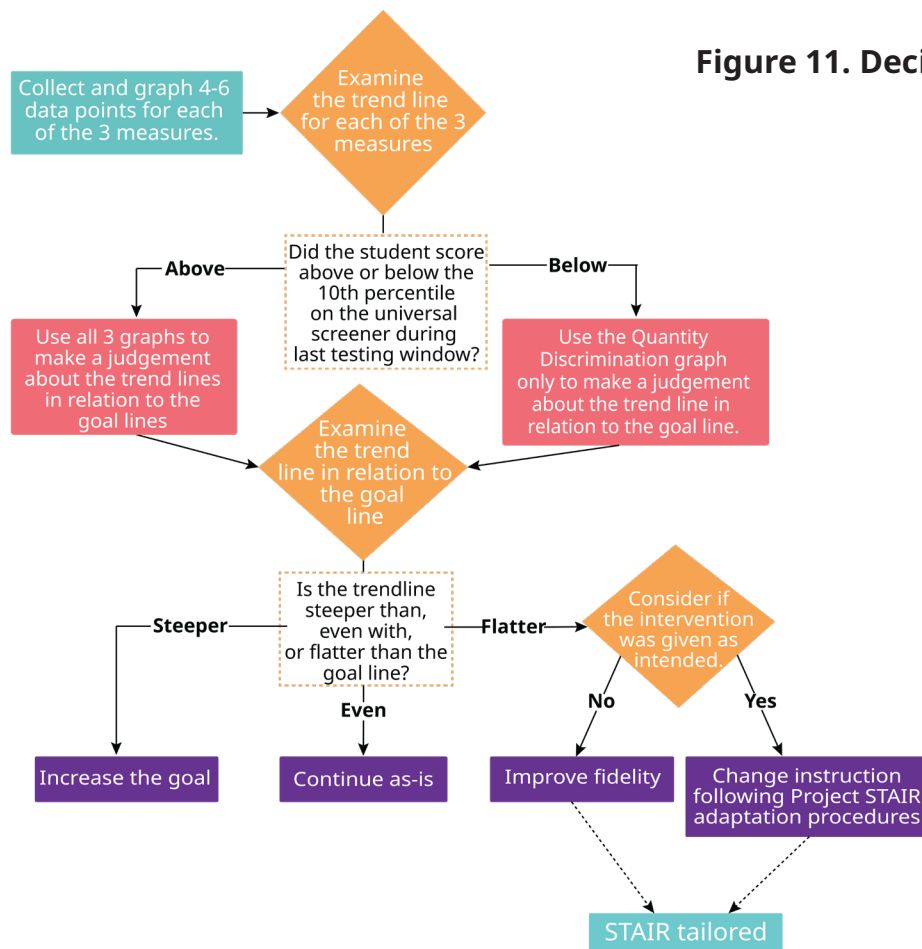 Figure 11. Deci
Collect and graph 4-6
data points for each
of the 3 measures.
Examine
the trend line
for each of the 3
measures
Did the student score
above or below the
10th percentile
on the universal
screener during
last testing window?
Above
Below
Use all 3 graphs to
make a judgement
about the trend lines
in relation to the
goal lines
Use the Quantity
Discrimination graph
only to make a judgement
about the trend line in
relation to the goal line.
Examine
the trend
line in relation to
the goal
line
Is the trendline
steeper than,
even with,
or flatter than the
goal line?
Steeper
Flatter
Even
Consider if
the intervention
was given as
intended.
No
Yes
Increase the goal
Continue as-is
Improve fidelity
Change instruction
following Project STAIR
adaptation procedures
STAIR tailored